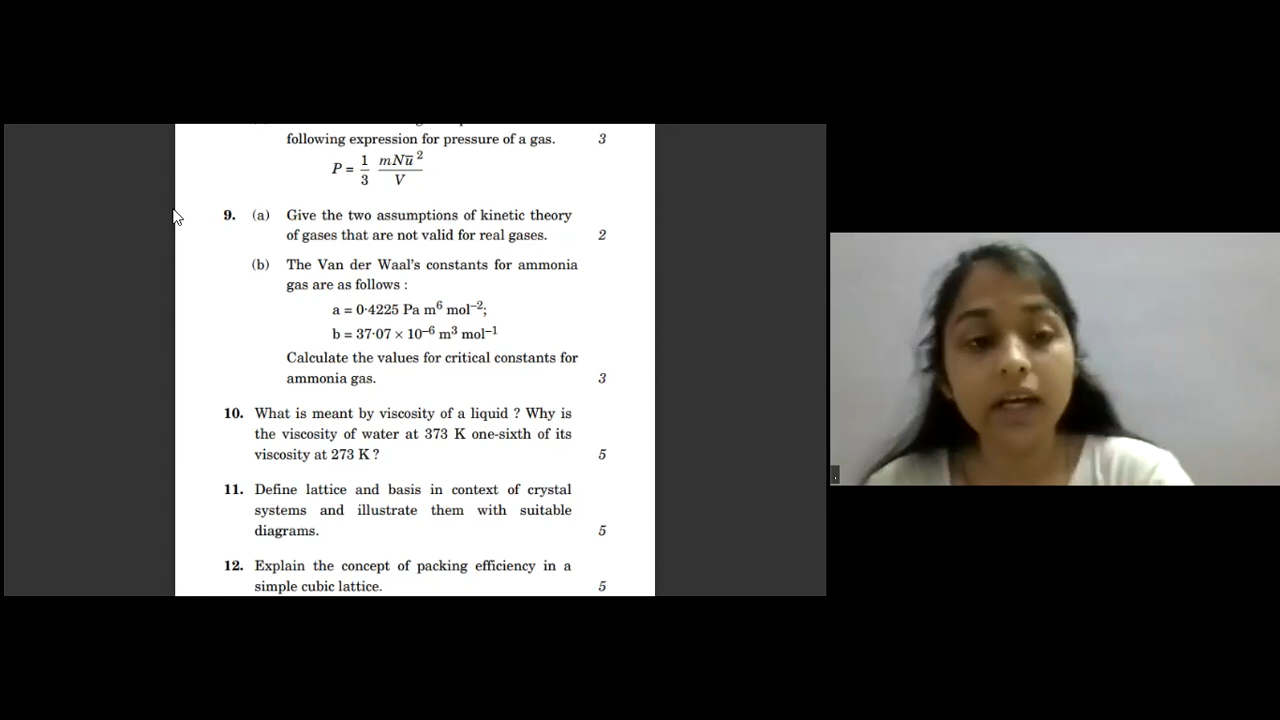 following expression for pressure of a gas. 3
P = 1/3 mNū²/V
9. (a) Give the two assumptions of kinetic theory
of gases that are not valid for real gases. 2
(b) The Van der Waal's constants for ammonia
gas are as follows :
a = 0·4225 Pa m⁶ mol⁻²;
b = 37·07 × 10⁻⁶ m³ mol⁻¹
Calculate the values for critical constants for
ammonia gas. 3
10. What is meant by viscosity of a liquid ? Why is
the viscosity of water at 373 K one-sixth of its
viscosity at 273 K ? 5
11. Define lattice and basis in context of crystal
systems and illustrate them with suitable
diagrams. 5
12. Explain the concept of packing efficiency in a
simple cubic lattice. 5